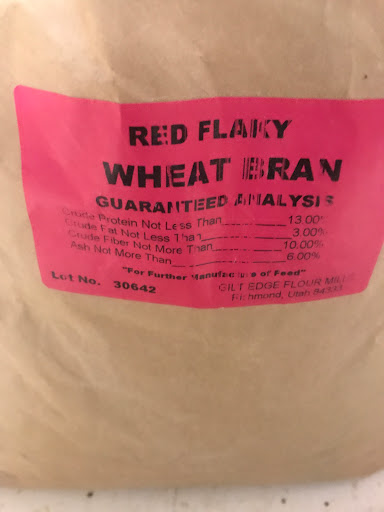 RED FLAKY
WHEAT BRAN
GUARANTEED ANALYSIS
Crude Protein Not Less Than 13.00%
Crude Fat Not Less Than 3.00%
Crude Fiber Not More Than 10.00%
Ash Not More Than 6.00%
"For Further Manufacture of Feed"
Lot No. 30642
GILT EDGE FLOUR MILLS
Richmond, Utah 84333